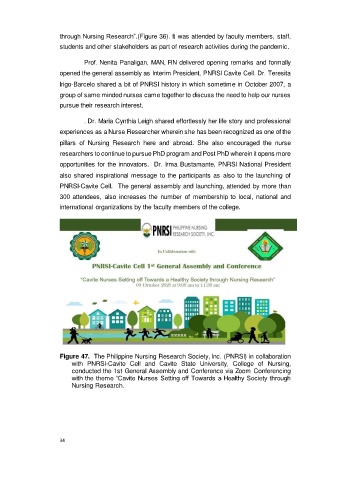 through Nursing Research”.(Figure 36). It was attended by faculty members, staff,
students and other stakeholders as part of research activities during the pandemic.
Prof. Nenita Panaligan, MAN, RN delivered opening remarks and formally
opened the general assembly as Interim President, PNRSI Cavite Cell. Dr. Teresita
Irigo-Barcelo shared a bit of PNRSI history in which sometime in October 2007, a
group of same minded nurses came together to discuss the need to help our nurses
pursue their research interest.
. Dr. Maria Cynthia Leigh shared effortlessly her life story and professional
experiences as a Nurse Researcher wherein she has been recognized as one of the
pillars of Nursing Research here and abroad. She also encouraged the nurse
researchers to continue to pursue PhD program and Post PhD wherein it opens more
opportunities for the innovators. Dr. Irma Bustamante, PNRSI National President
also shared inspirational message to the participants as also to the launching of
PNRSI-Cavite Cell. The general assembly and launching, attended by more than
300 attendees, also increases the number of membership to local, national and
international organizations by the faculty members of the college.
PNRSI PHILIPPINE NURSING
RESEARCH SOCIETY, INC.
In Collaboration with:
PNRSI-Cavite Cell 1st General Assembly and Conference
"Cavite Nurses Setting off Towards a Healthy Society through Nursing Research"
09 October 2020 at 9:00 am to 12:00 nn
Figure 47. The Philippine Nursing Research Society, Inc. (PNRSI) in collaboration
with PNRSI-Cavite Cell and Cavite State University, College of Nursing,
conducted the 1st General Assembly and Conference via Zoom Conferencing
with the theme “Cavite Nurses Setting off Towards a Healthy Society through
Nursing Research.
34